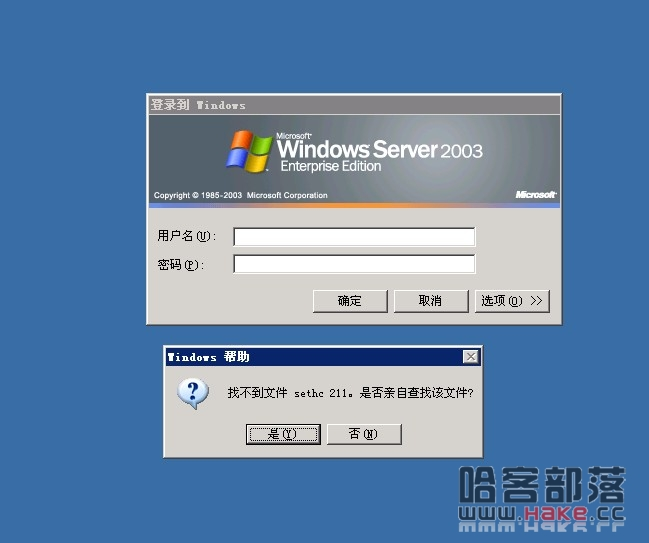 登录到 Windows
Microsoft®
Windows Server 2003
Enterprise Edition
Copyright © 1985-2003 Microsoft Corporation
Microsoft®
用户名(U):
密码(P):
确定 取消 选项(O) >>
Windows 帮助
找不到文件 sethc 211。是否亲自查找该文件?
是(Y) 否(N)
哈客部落
www.Hake.cc